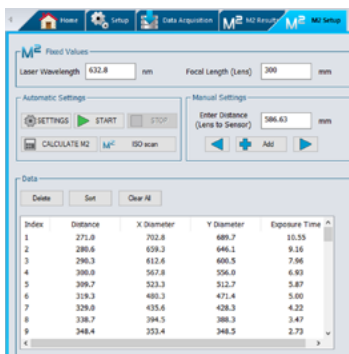 Home Setup Data Acquisition M² M2 Results M² M2 Setup
M² Fixed Values
Laser Wavelength 632.8 nm Focal Length (Lens) 300 mm
Automatic Settings Manual Settings
SETTINGS START STOP
Enter Distance
(Lens to Sensor) 586.63 mm
CALCULATE M2 M² ISO scan Add
Data
Delete Sort Clear All
Index Distance X Diameter Y Diameter Exposure Time
1 271.0 702.8 689.7 10.55
2 280.6 659.3 646.1 9.16
3 290.3 612.6 600.5 7.96
4 300.0 567.8 556.0 6.93
5 309.7 523.3 512.7 5.87
6 319.3 480.3 471.4 5.00
7 329.0 435.6 428.3 4.22
8 338.7 394.5 388.3 3.47
9 348.4 353.4 348.5 2.73